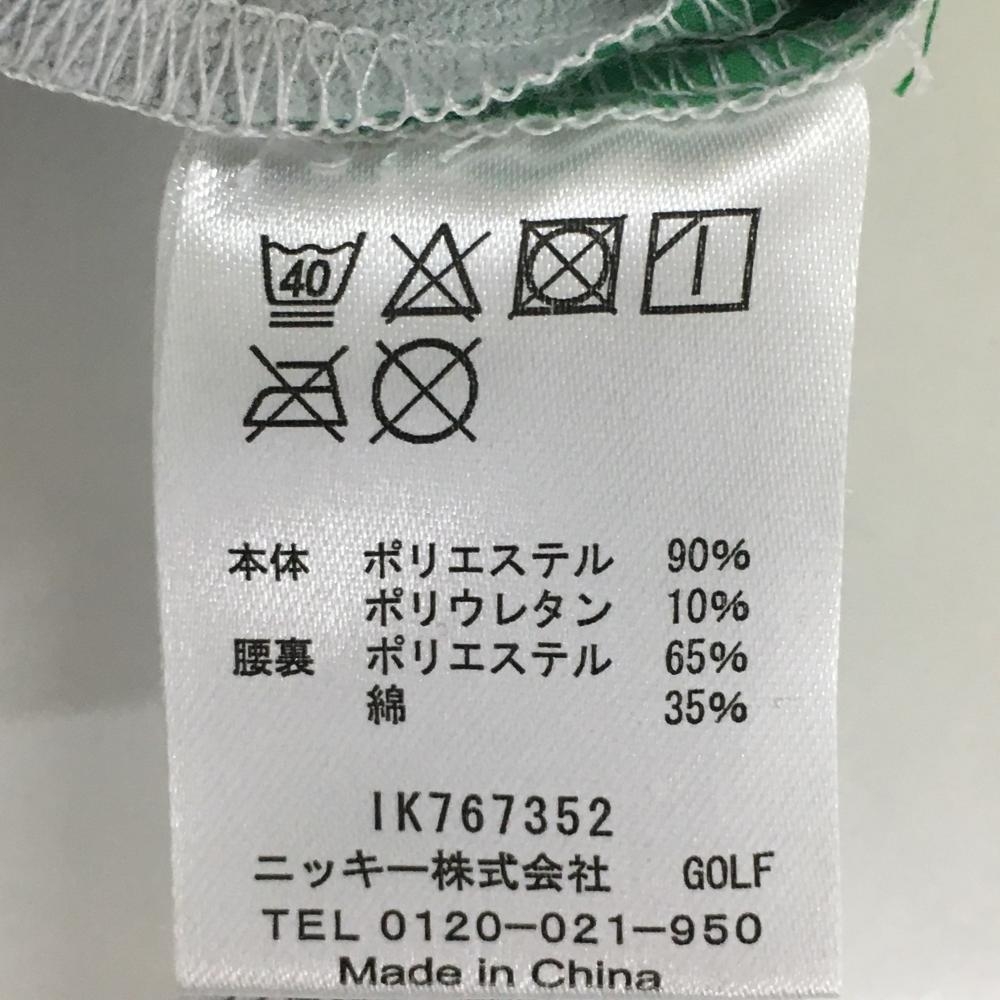 40
本体 ポリエステル 90%
ポリウレタン 10%
腰裏 ポリエステル 65%
綿 35%
IK767352
ニッキー株式会社 GOLF
TEL 0120-021-950
Made in China